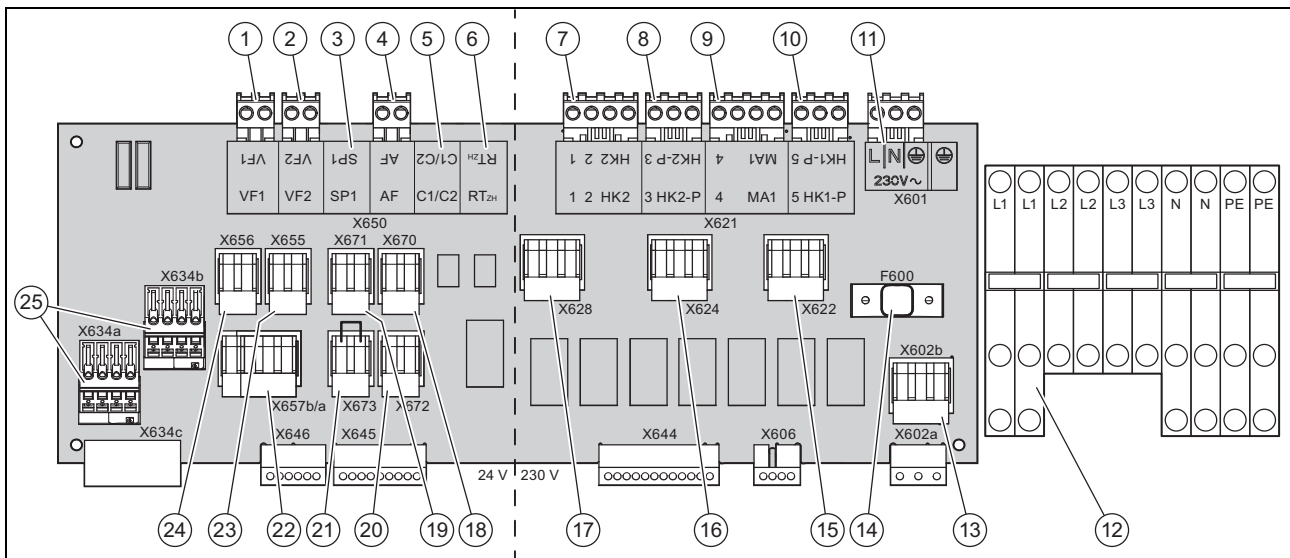 1 2 3 4 5 6 7 8 9 10 11
VF1 VF2 SP1 AF C1/C2 RTZH 1 2 HK2 3 HK2-P 4 MA1 5 HK1-P L N
VF1 VF2 SP1 AF C1/C2 RTZH 1 2 HK2 3 HK2-P 4 MA1 5 HK1-P 230V~
X650 X621 X601
L1 L1 L2 L2 L3 L3 N N PE PE
X656 X655 X671 X670
X634b
X628 X624 X622 F600
25
X634a
X602b
X657b/a X673 X672
X634c X646 X645 24 V 230 V X644 X606 X602a
24 23 22 21 20 19 18 17 16 15 14 13 12